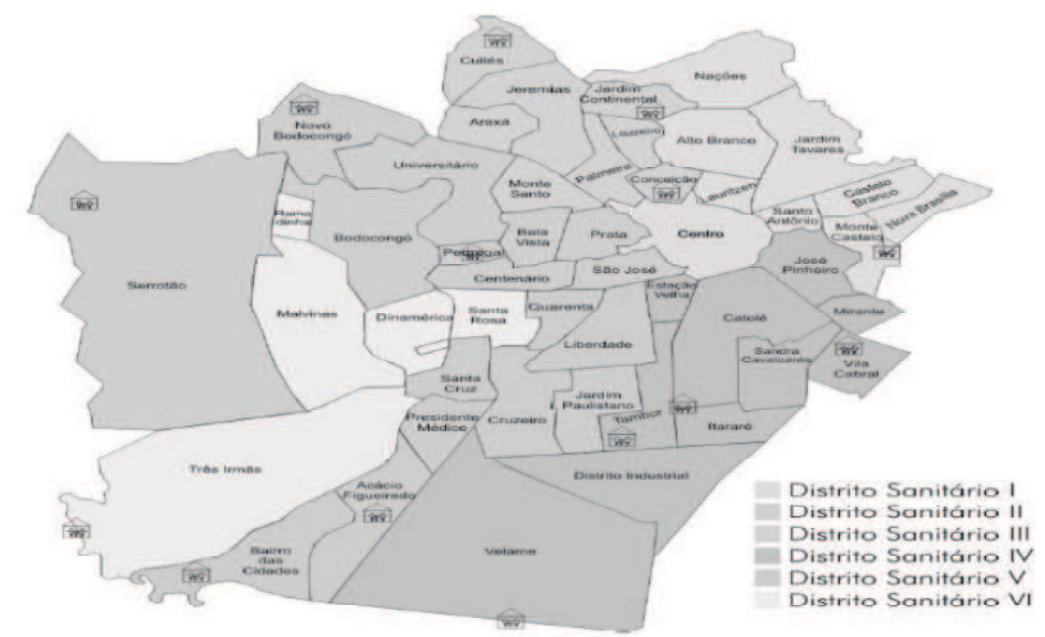 Cuités
Nações
Jeremias
Jardim
Continental
Novo
Bodocongó
Araxá
Louzeiro
Alto Branco
Jardim
Tavares
Universitário
Palmeira
Monte
Santo
Conceição
Lauritzen
Castelo
Branco
Nova Brasília
Rama
dinha
Bodocongó
Bela
Vista
Prata
Centro
Santo
Antônio
Monte
Castelo
Pedregal
José
Pinheiro
Serrotão
Centenário
São José
Estação
Velha
Malvinas
Dinamérica
Santa
Rosa
Quarenta
Catolé
Mirante
Liberdade
Sandra
Cavalcante
Vila
Cabral
Santa
Cruz
Jardim
Paulistano
Presidente
Médice
Cruzeiro
Tambor
Itararé
Três Irmãs
Distrito Industrial
Acácio
Figueiredo
Bairro
das
Cidades
Velame
Distrito Sanitário I
Distrito Sanitário II
Distrito Sanitário III
Distrito Sanitário IV
Distrito Sanitário V
Distrito Sanitário VI